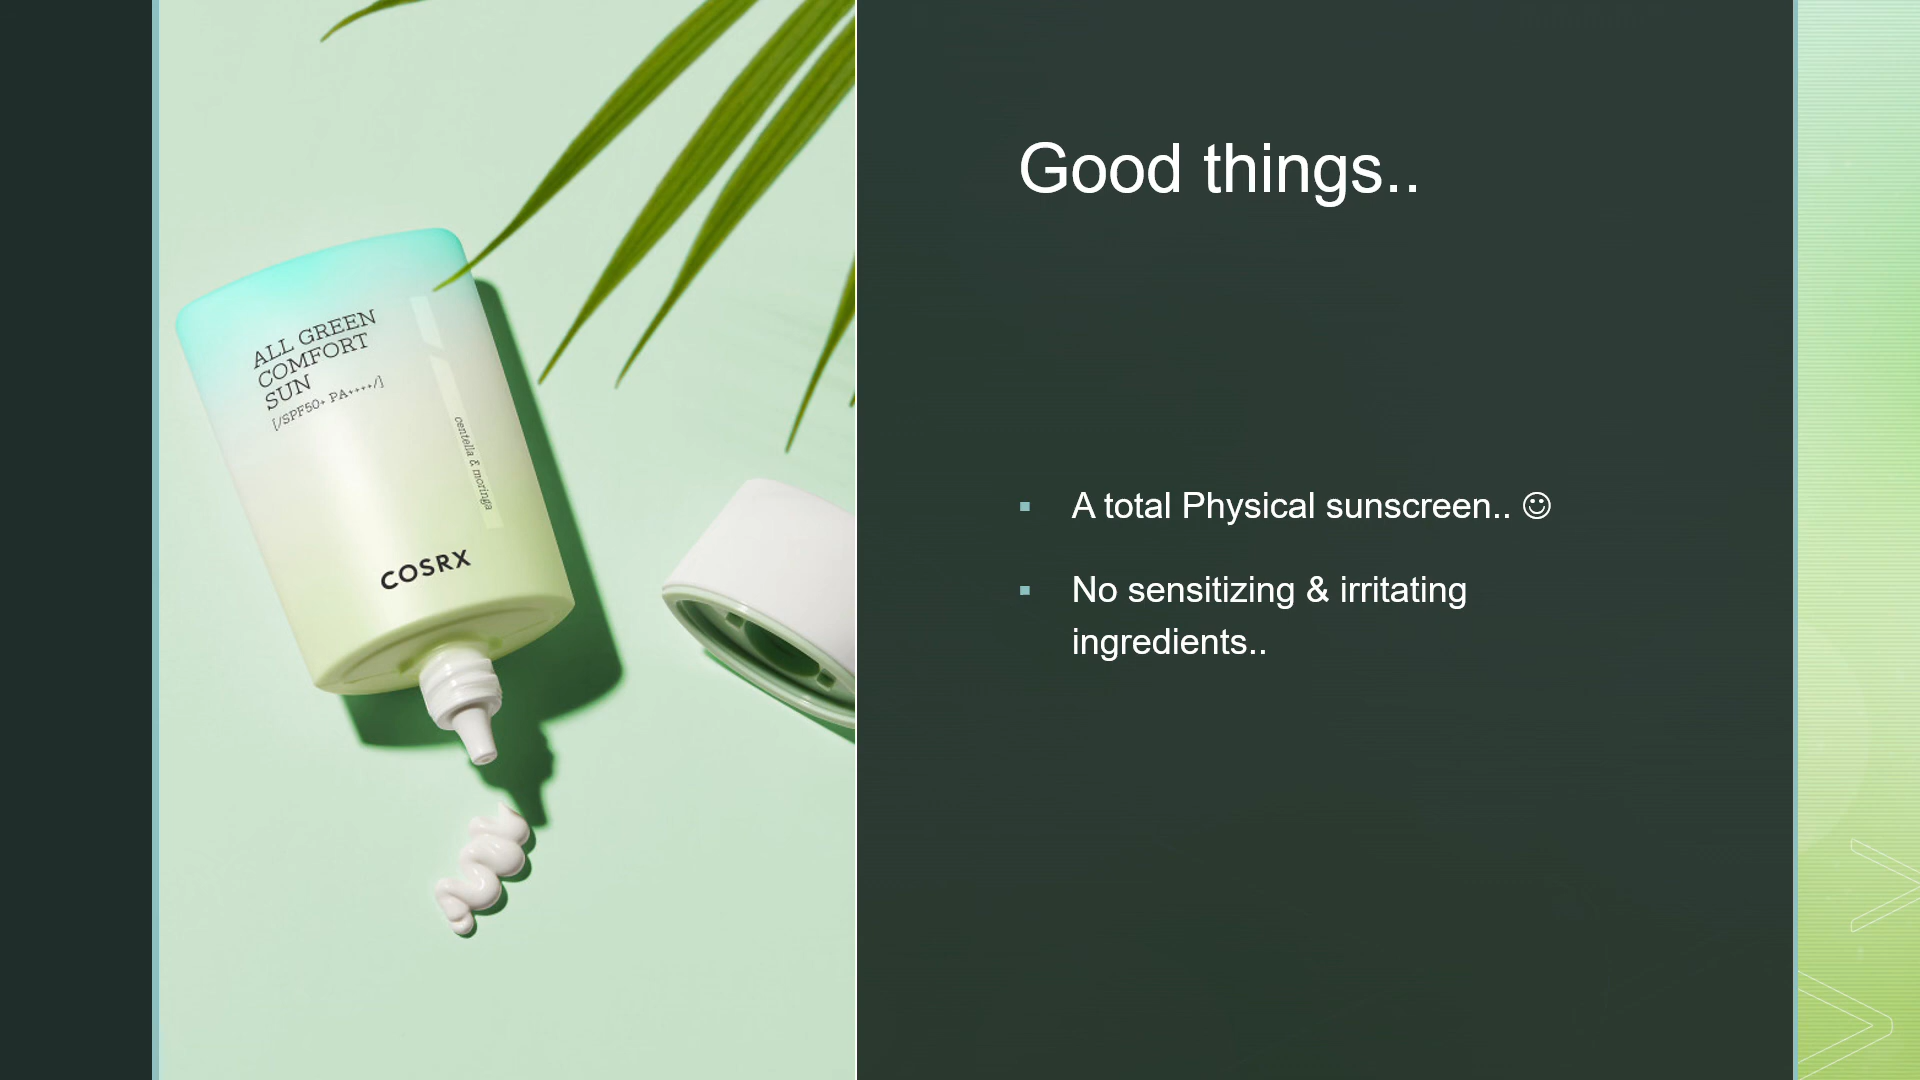 ALL GREEN
COMFORT
SUN
[/SPF50+ PA++++/]
centella & moringa
COSRX
Good things..
A total Physical sunscreen.. ☺
No sensitizing & irritating
ingredients..